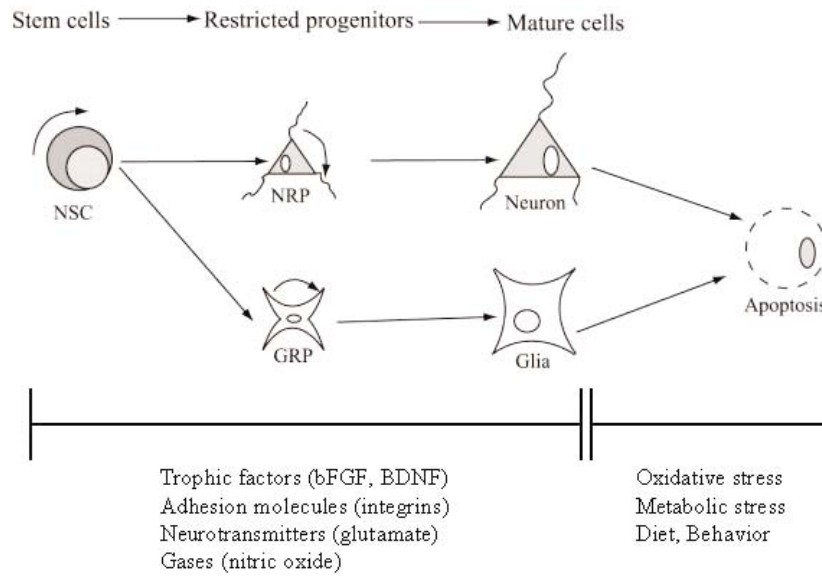 Stem cells Restricted progenitors Mature cells
NSC
NRP
Neuron
Apoptosis
GRP
Glia
Trophic factors (bFGF, BDNF)
Adhesion molecules (integrins)
Neurotransmitters (glutamate)
Gases (nitric oxide)
Oxidative stress
Metabolic stress
Diet, Behavior